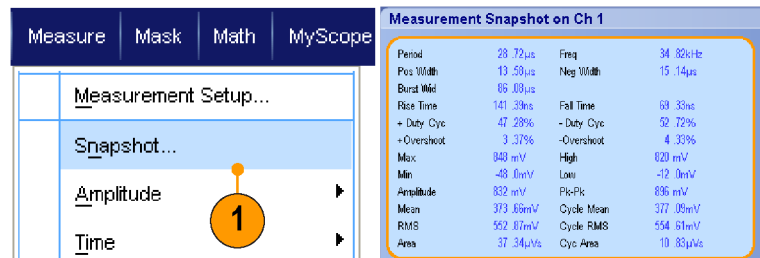 Measure Mask Math MyScope
Measurement Setup...
Snapshot...
Amplitude
Time
1
Measurement Snapshot on Ch 1
Period 28 .72µs Freq 34 .82kHz
Pos Width 13 .58µs Neg Width 15 .14µs
Burst Wid 86 .08µs
Rise Time 141 .39ns Fall Time 69 .33ns
+ Duty Cyc 47 .28% - Duty Cyc 52 .72%
+Overshoot 3 .37% -Overshoot 4 .33%
Max 848 mV High 820 mV
Min -48 .0mV Low -12 .0mV
Amplitude 832 mV Pk-Pk 896 mV
Mean 373 .66mV Cycle Mean 377 .09mV
RMS 552 .87mV Cycle RMS 554 .61mV
Area 37 .34µVs Cyc Area 10 .83µVs